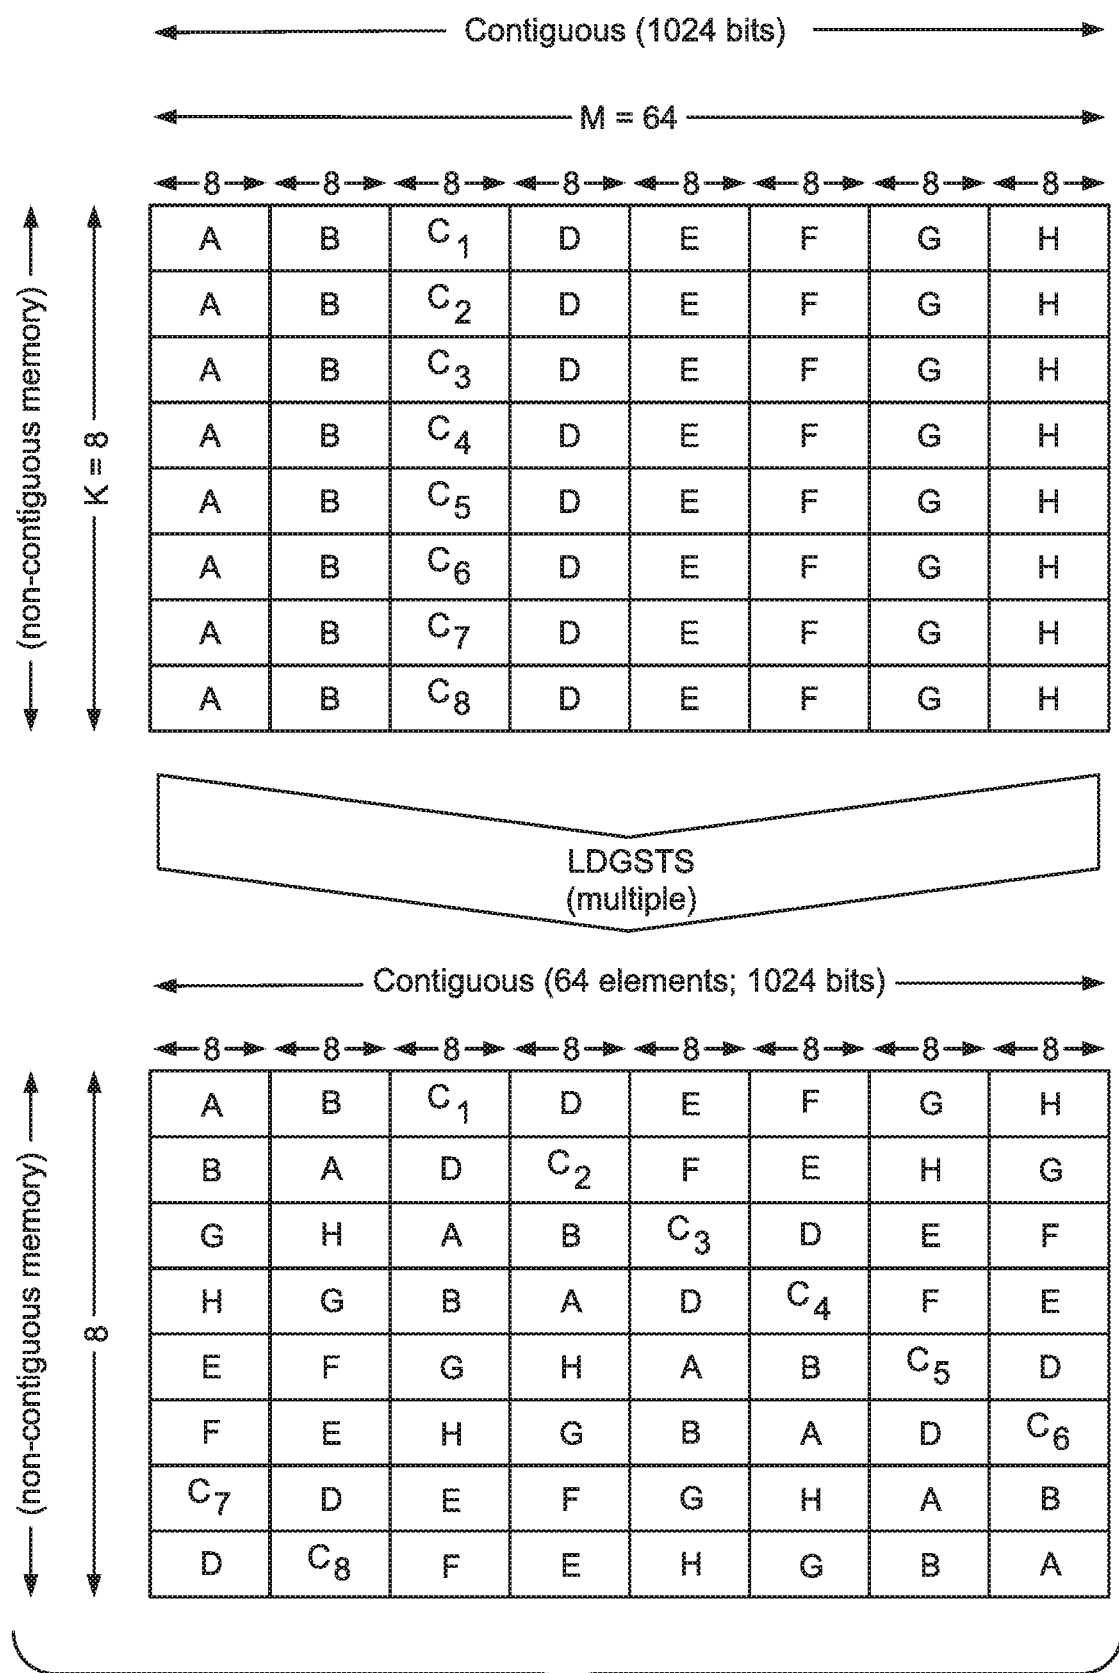 Contiguous (1024 bits)
M = 64
8 8 8 8 8 8 8 8
(non-contiguous memory)
K = 8
A B C1 D E F G H
A B C2 D E F G H
A B C3 D E F G H
A B C4 D E F G H
A B C5 D E F G H
A B C6 D E F G H
A B C7 D E F G H
A B C8 D E F G H
LDGSTS
(multiple)
Contiguous (64 elements; 1024 bits)
8 8 8 8 8 8 8 8
(non-contiguous memory)
8
A B C1 D E F G H
B A D C2 F E H G
G H A B C3 D E F
H G B A D C4 F E
E F G H A B C5 D
F E H G B A D C6
C7 D E F G H A B
D C8 F E H G B A